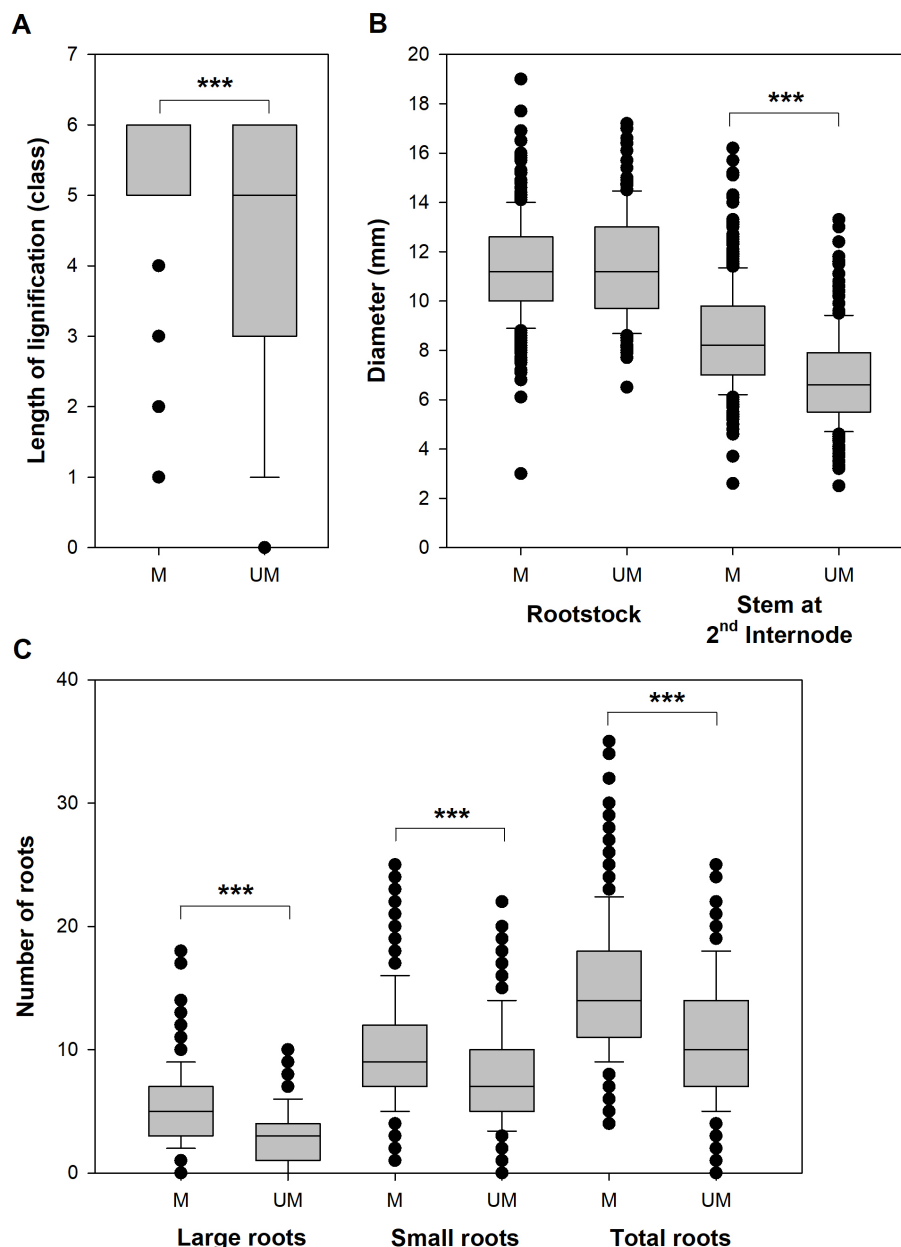 A
B
7
6
5
4
3
2
1
0
Length of lignification (class)
***
M
UM
20
18
16
14
12
10
8
6
4
2
0
Diameter (mm)
***
M
UM
M
UM
Rootstock
Stem at
2nd Internode
C
40
30
20
10
0
Number of roots
***
***
***
M
UM
M
UM
M
UM
Large roots
Small roots
Total roots